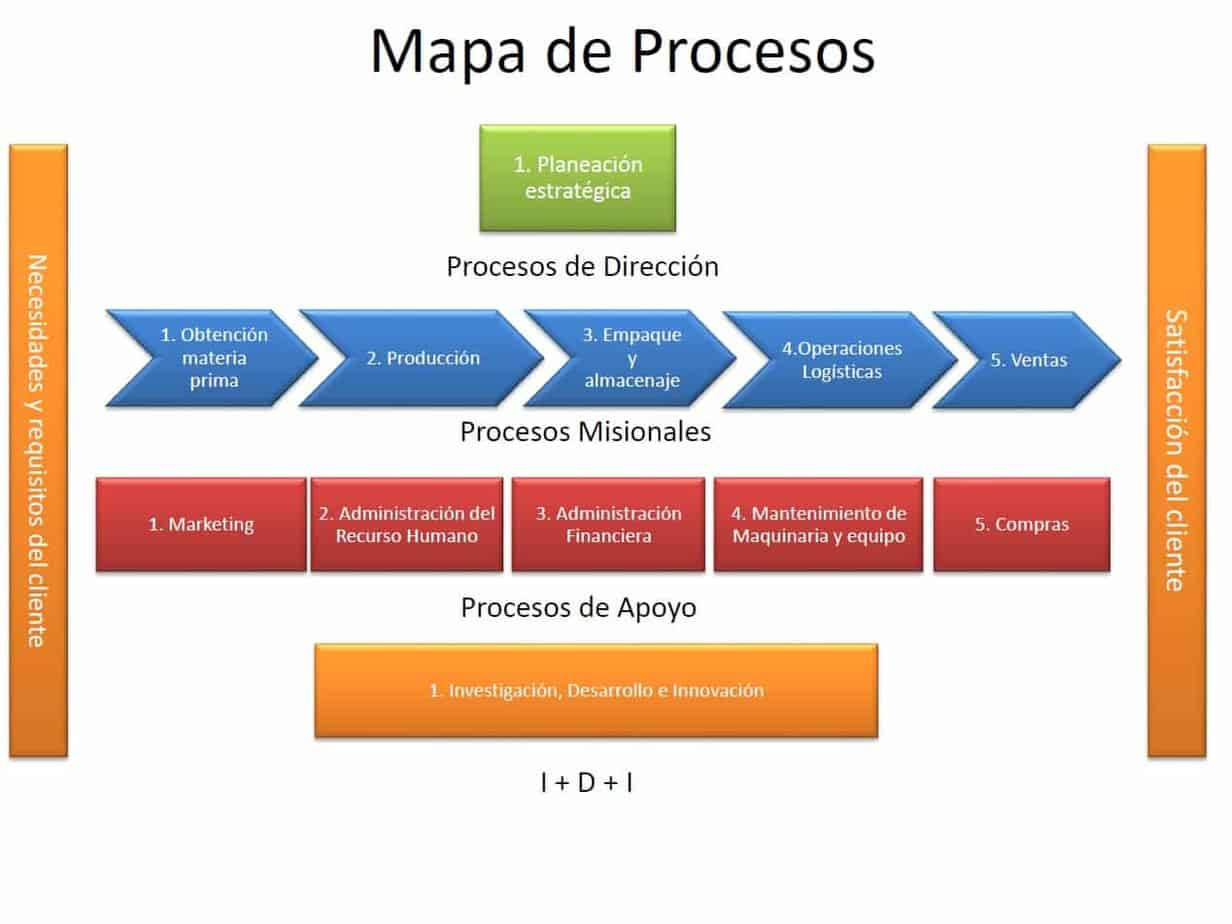 Mapa de Procesos
1. Planeación
estratégica
Procesos de Dirección
Necesidades y requisitos del cliente
1. Obtención
materia
prima
2. Producción
3. Empaque
y
almacenaje
4.Operaciones
Logísticas
5. Ventas
Procesos Misionales
1. Marketing
2. Administración del
Recurso Humano
3. Administración
Financiera
4. Mantenimiento de
Maquinaria y equipo
5. Compras
Procesos de Apoyo
1. Investigación, Desarrollo e Innovación
I + D + I
Satisfacción del cliente